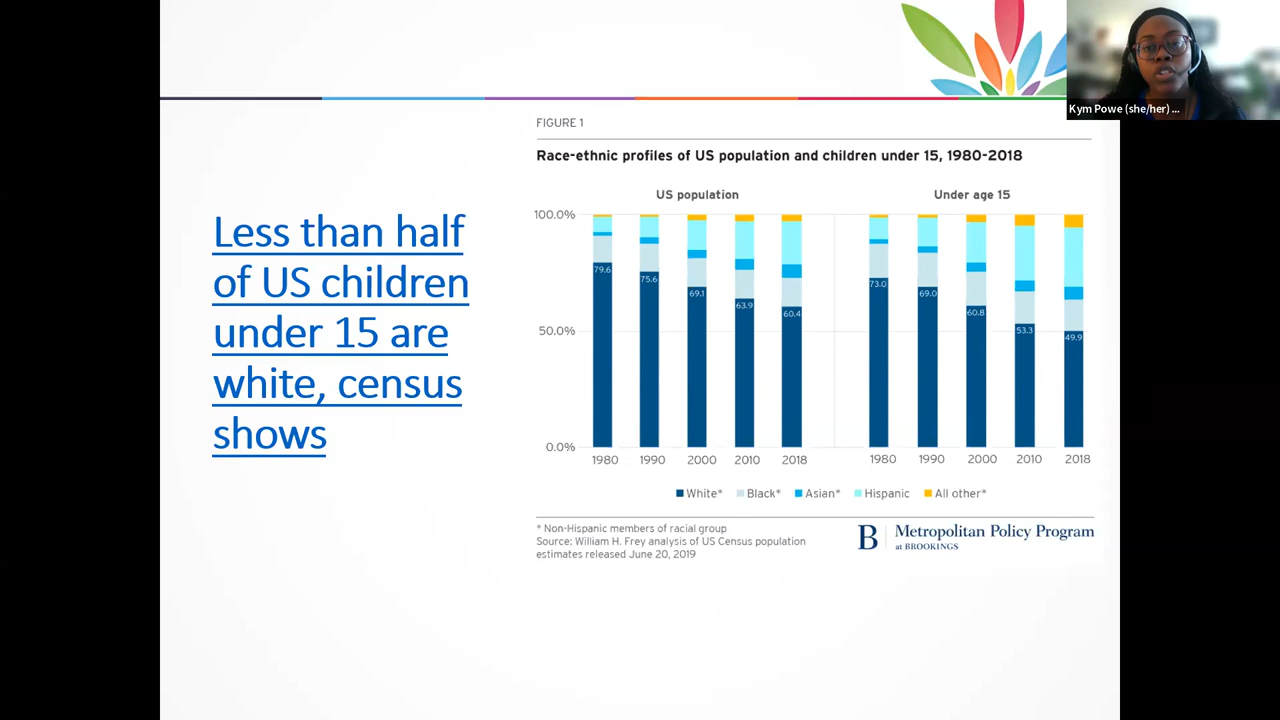 Kym Powe (she/her) ...
Less than half
of US children
under 15 are
white, census
shows
FIGURE 1
Race-ethnic profiles of US population and children under 15, 1980-2018
US population
Under age 15
100.0%
50.0%
0.0%
79.6
75.6
69.1
63.9
60.4
73.0
69.0
60.8
53.3
49.9
1980 1990 2000 2010 2018
1980 1990 2000 2010 2018
White* Black* Asian* Hispanic All other*
* Non-Hispanic members of racial group
Source: William H. Frey analysis of US Census population
estimates released June 20, 2019
B Metropolitan Policy Program
at BROOKINGS